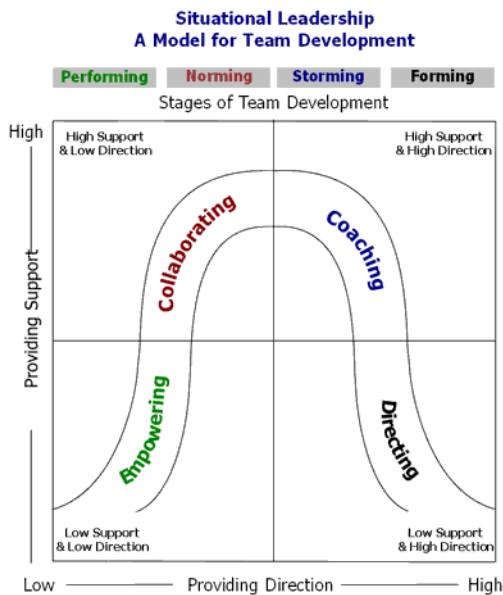 Situational Leadership
A Model for Team Development
Performing Norming Storming Forming
Stages of Team Development
High
High Support
& Low Direction
High Support
& High Direction
Collaborating
Coaching
Providing Support
Empowering
Directing
Low Support
& Low Direction
Low Support
& High Direction
Low Providing Direction High